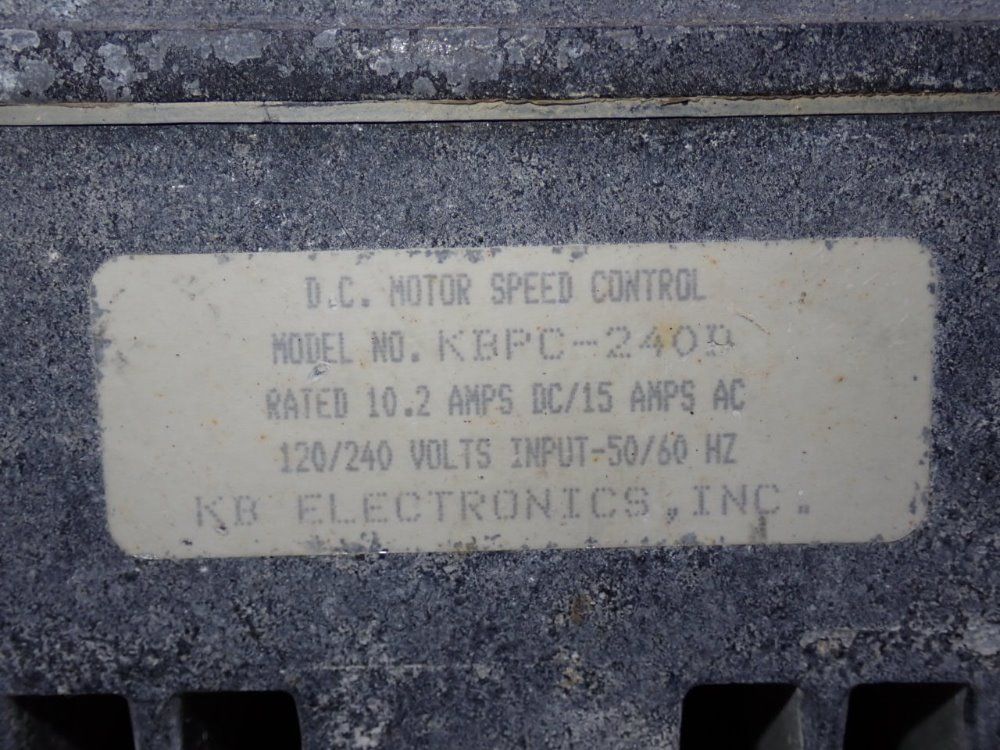 D.C. MOTOR SPEED CONTROL
MODEL NO. KBPC-240D
RATED 10.2 AMPS DC/15 AMPS AC
120/240 VOLTS INPUT-50/60 HZ
KB ELECTRONICS, INC.